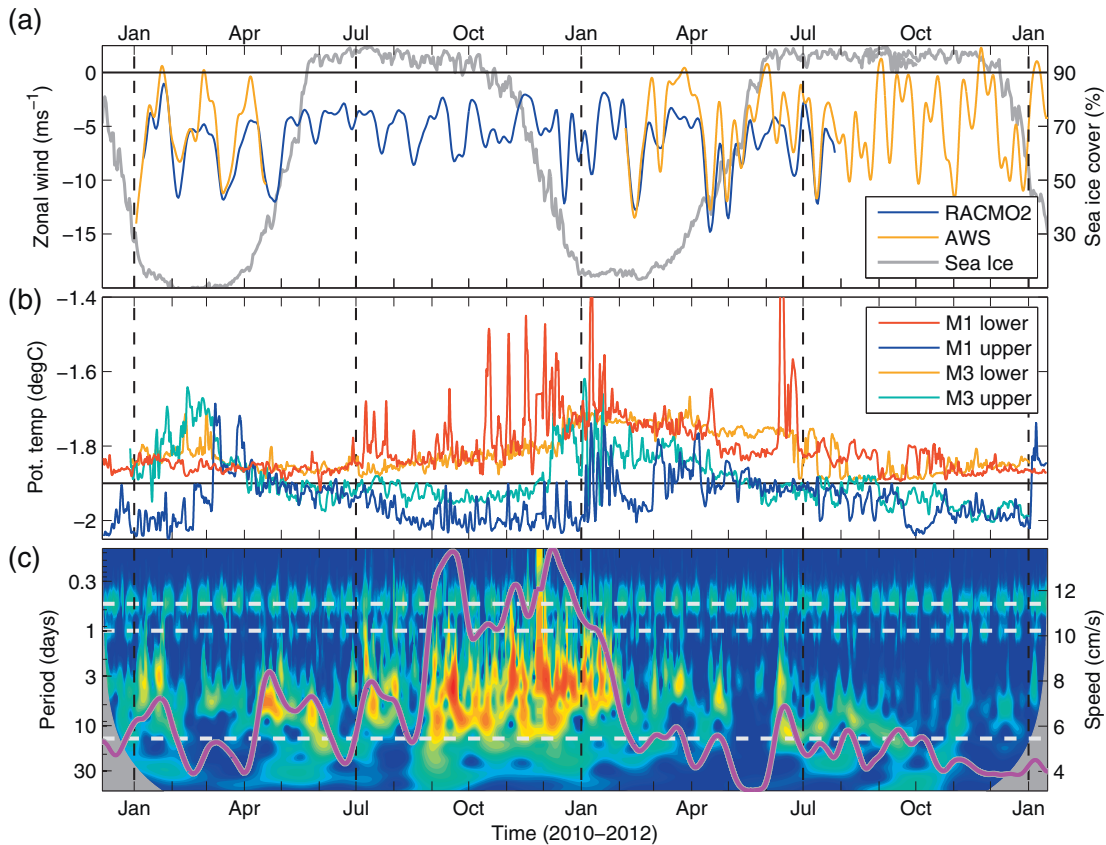 (a)
Jan Apr Jul Oct Jan Apr Jul Oct Jan
Zonal wind (ms⁻¹)
0
−5
−10
−15
90
70
50
30
Sea ice cover (%)
RACMO2
AWS
Sea Ice
(b)
Pot. temp (degC)
−1.4
−1.6
−1.8
−2
M1 lower
M1 upper
M3 lower
M3 upper
(c)
Period (days)
0.3
1
3
10
30
12
10
8
6
4
Speed (cm/s)
Jan Apr Jul Oct Jan Apr Jul Oct Jan
Time (2010−2012)